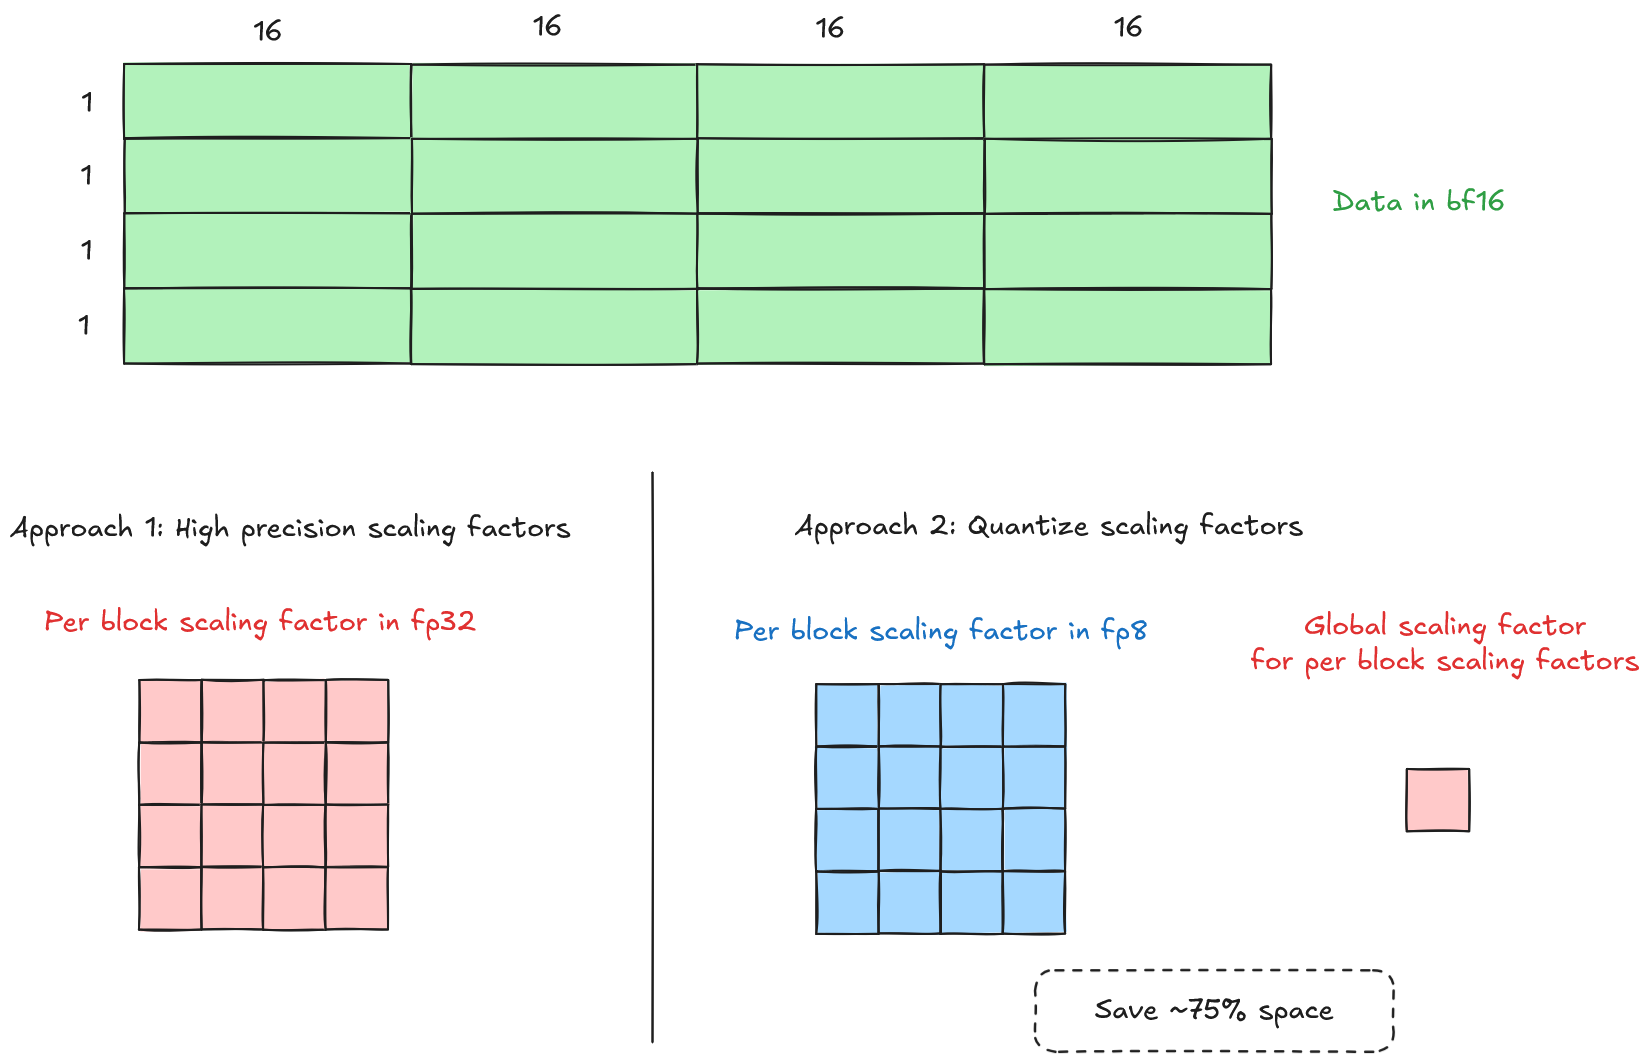 16 16 16 16
1
1
1
1
Data in bf16
Approach 1: High precision scaling factors
Per block scaling factor in fp32
Approach 2: Quantize scaling factors
Per block scaling factor in fp8
Global scaling factor
for per block scaling factors
Save ~75% space